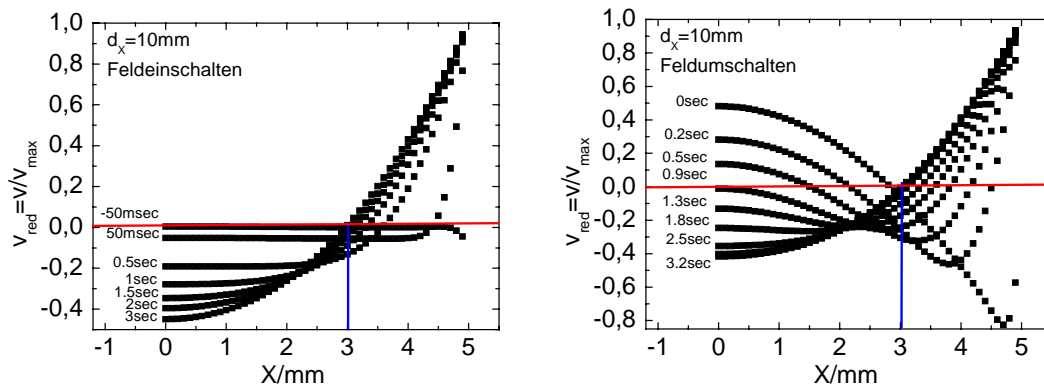 1,0
0,8
0,6
0,4
0,2
0,0
-0,2
-0,4
v_red=v/v_max
d_X=10mm
Feldeinschalten
-50msec
50msec
0.5sec
1sec
1.5sec
2sec
3sec
-1 0 1 2 3 4 5
X/mm
1,0
0,8
0,6
0,4
0,2
0,0
-0,2
-0,4
-0,6
-0,8
v_red=v/v_max
d_X=10mm
Feldumschalten
0sec
0.2sec
0.5sec
0.9sec
1.3sec
1.8sec
2.5sec
3.2sec
-1 0 1 2 3 4 5
X/mm